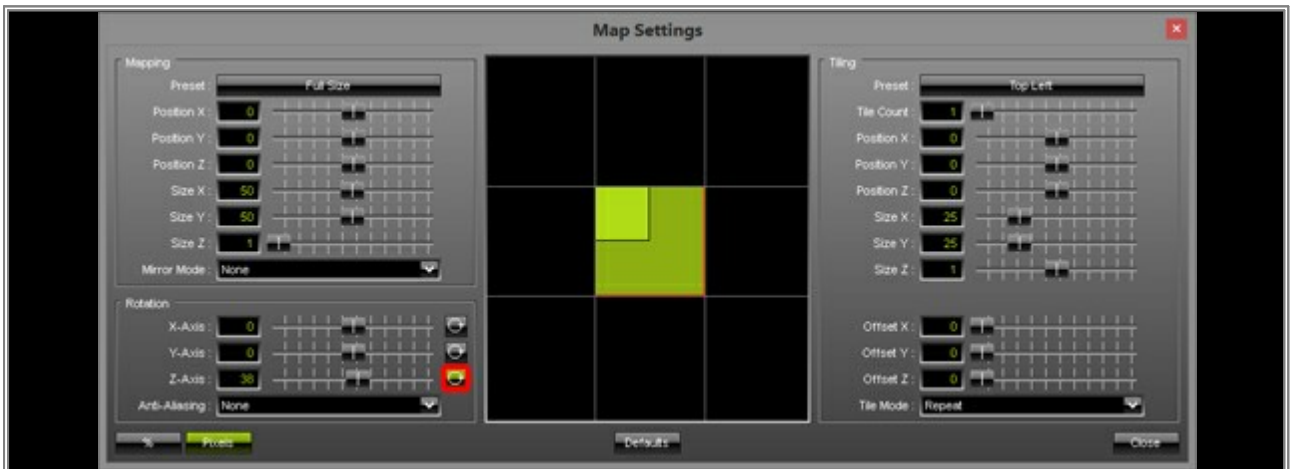 Map Settings
Mapping
Preset : Full Size
Position X : 0
Position Y : 0
Position Z : 0
Size X : 50
Size Y : 50
Size Z : 1
Mirror Mode : None
Rotation
X-Axis : 0
Y-Axis : 0
Z-Axis : 38
Anti-Aliasing : None
Tiling
Preset : Top Left
Tile Count : 1
Position X : 0
Position Y : 0
Position Z : 0
Size X : 25
Size Y : 25
Size Z : 1
Offset X : 0
Offset Y : 0
Offset Z : 0
Tile Mode : Repeat
% Pixels Defaults Close